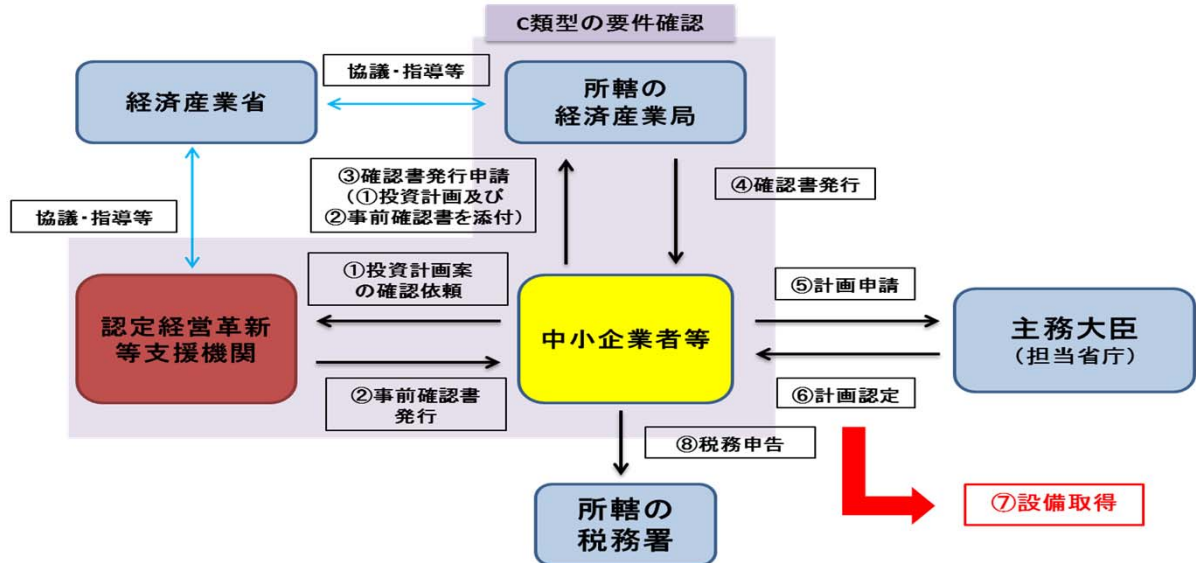 C類型の要件確認
経済産業省
協議・指導等
所轄の
経済産業局
③確認書発行申請
(①投資計画及び
②事前確認書を添付)
④確認書発行
協議・指導等
認定経営革新
等支援機関
①投資計画案
の確認依頼
②事前確認書
発行
中小企業者等
⑤計画申請
⑥計画認定
主務大臣
(担当省庁)
⑧税務申告
⑦設備取得
所轄の
税務署